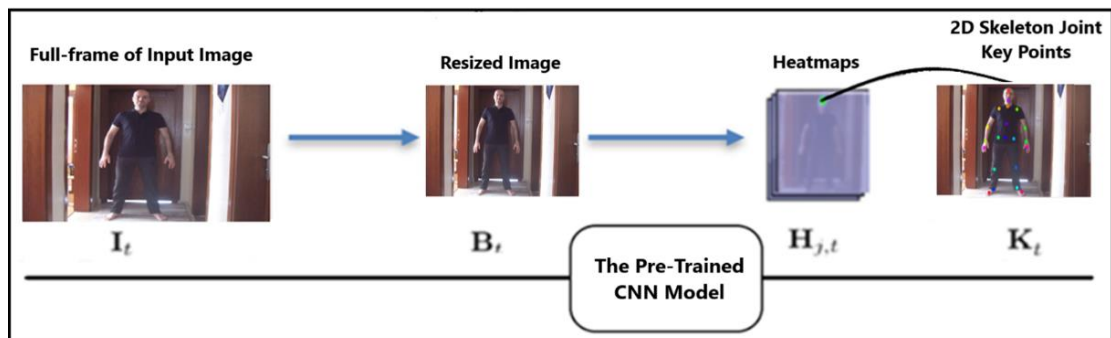 Full-frame of Input Image
Resized Image
Heatmaps
2D Skeleton Joint
Key Points
I_t
B_t
H_{j,t}
K_t
The Pre-Trained
CNN Model